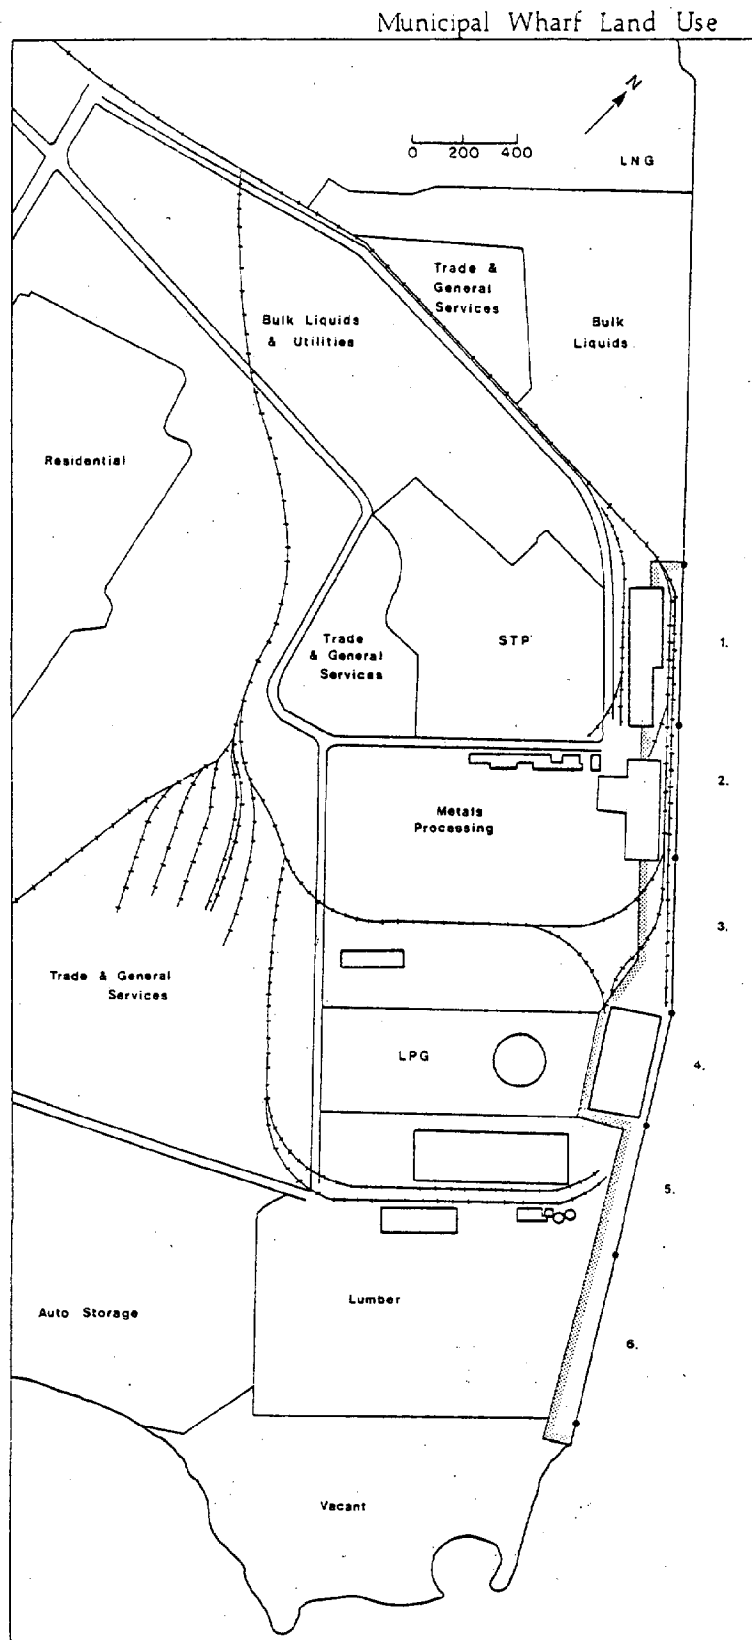 Municipal Wharf Land Use
N
0 200 400
LNG
Trade &
General
Services
Bulk Liquids
& Utilities
Bulk
Liquids
Residential
Trade
& General
Services
STP
1.
2.
Metals
Processing
3.
Trade & General
Services
LPG
4.
5.
Lumber
Auto Storage
6.
Vacant